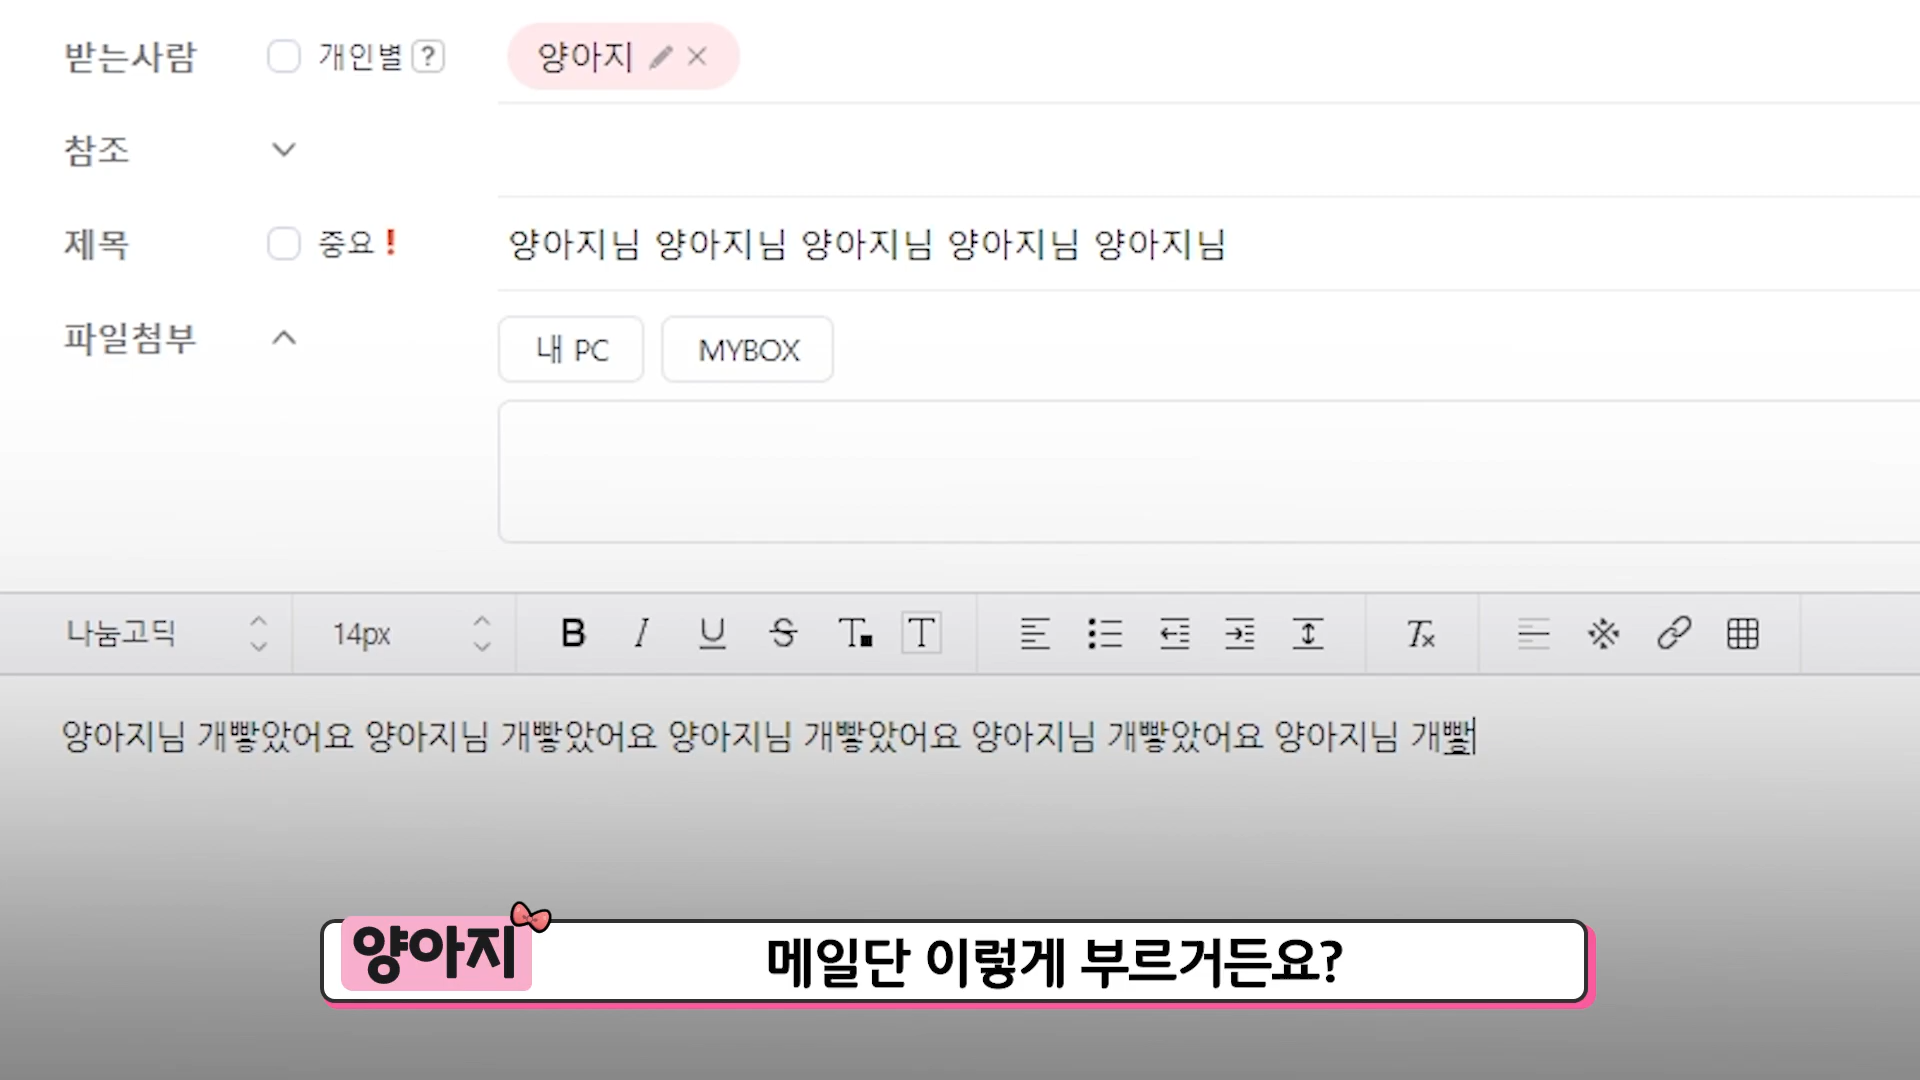 받는사람 개인별 ? 양아지
참조
제목 중요! 양아지님 양아지님 양아지님 양아지님 양아지님
파일첨부 내 PC MYBOX
나눔고딕 14px B I U S T T Tx
양아지님 개빻았어요 양아지님 개빻았어요 양아지님 개빻았어요 양아지님 개빻았어요 양아지님 개빻
양아지 메일단 이렇게 부르거든요?